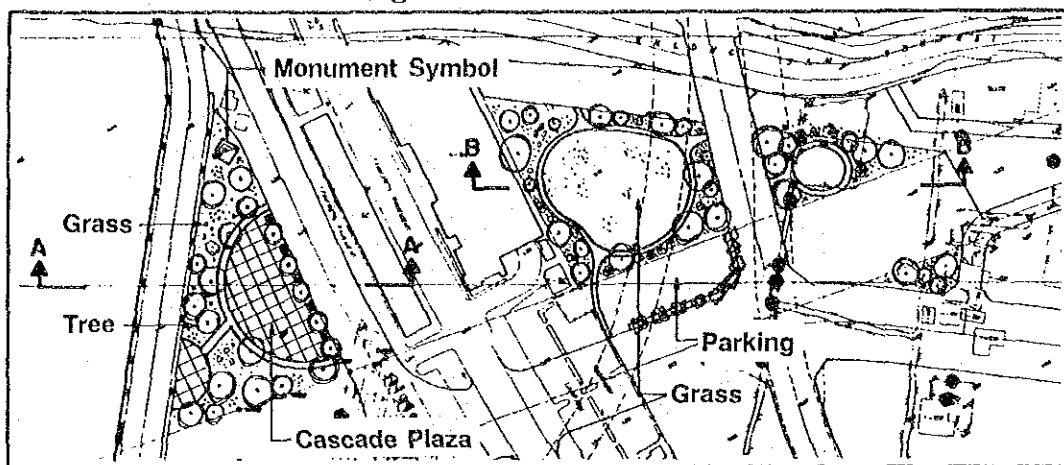 Monument Symbol
B
B
Grass
A
A
Tree
Parking
Grass
Cascade Plaza